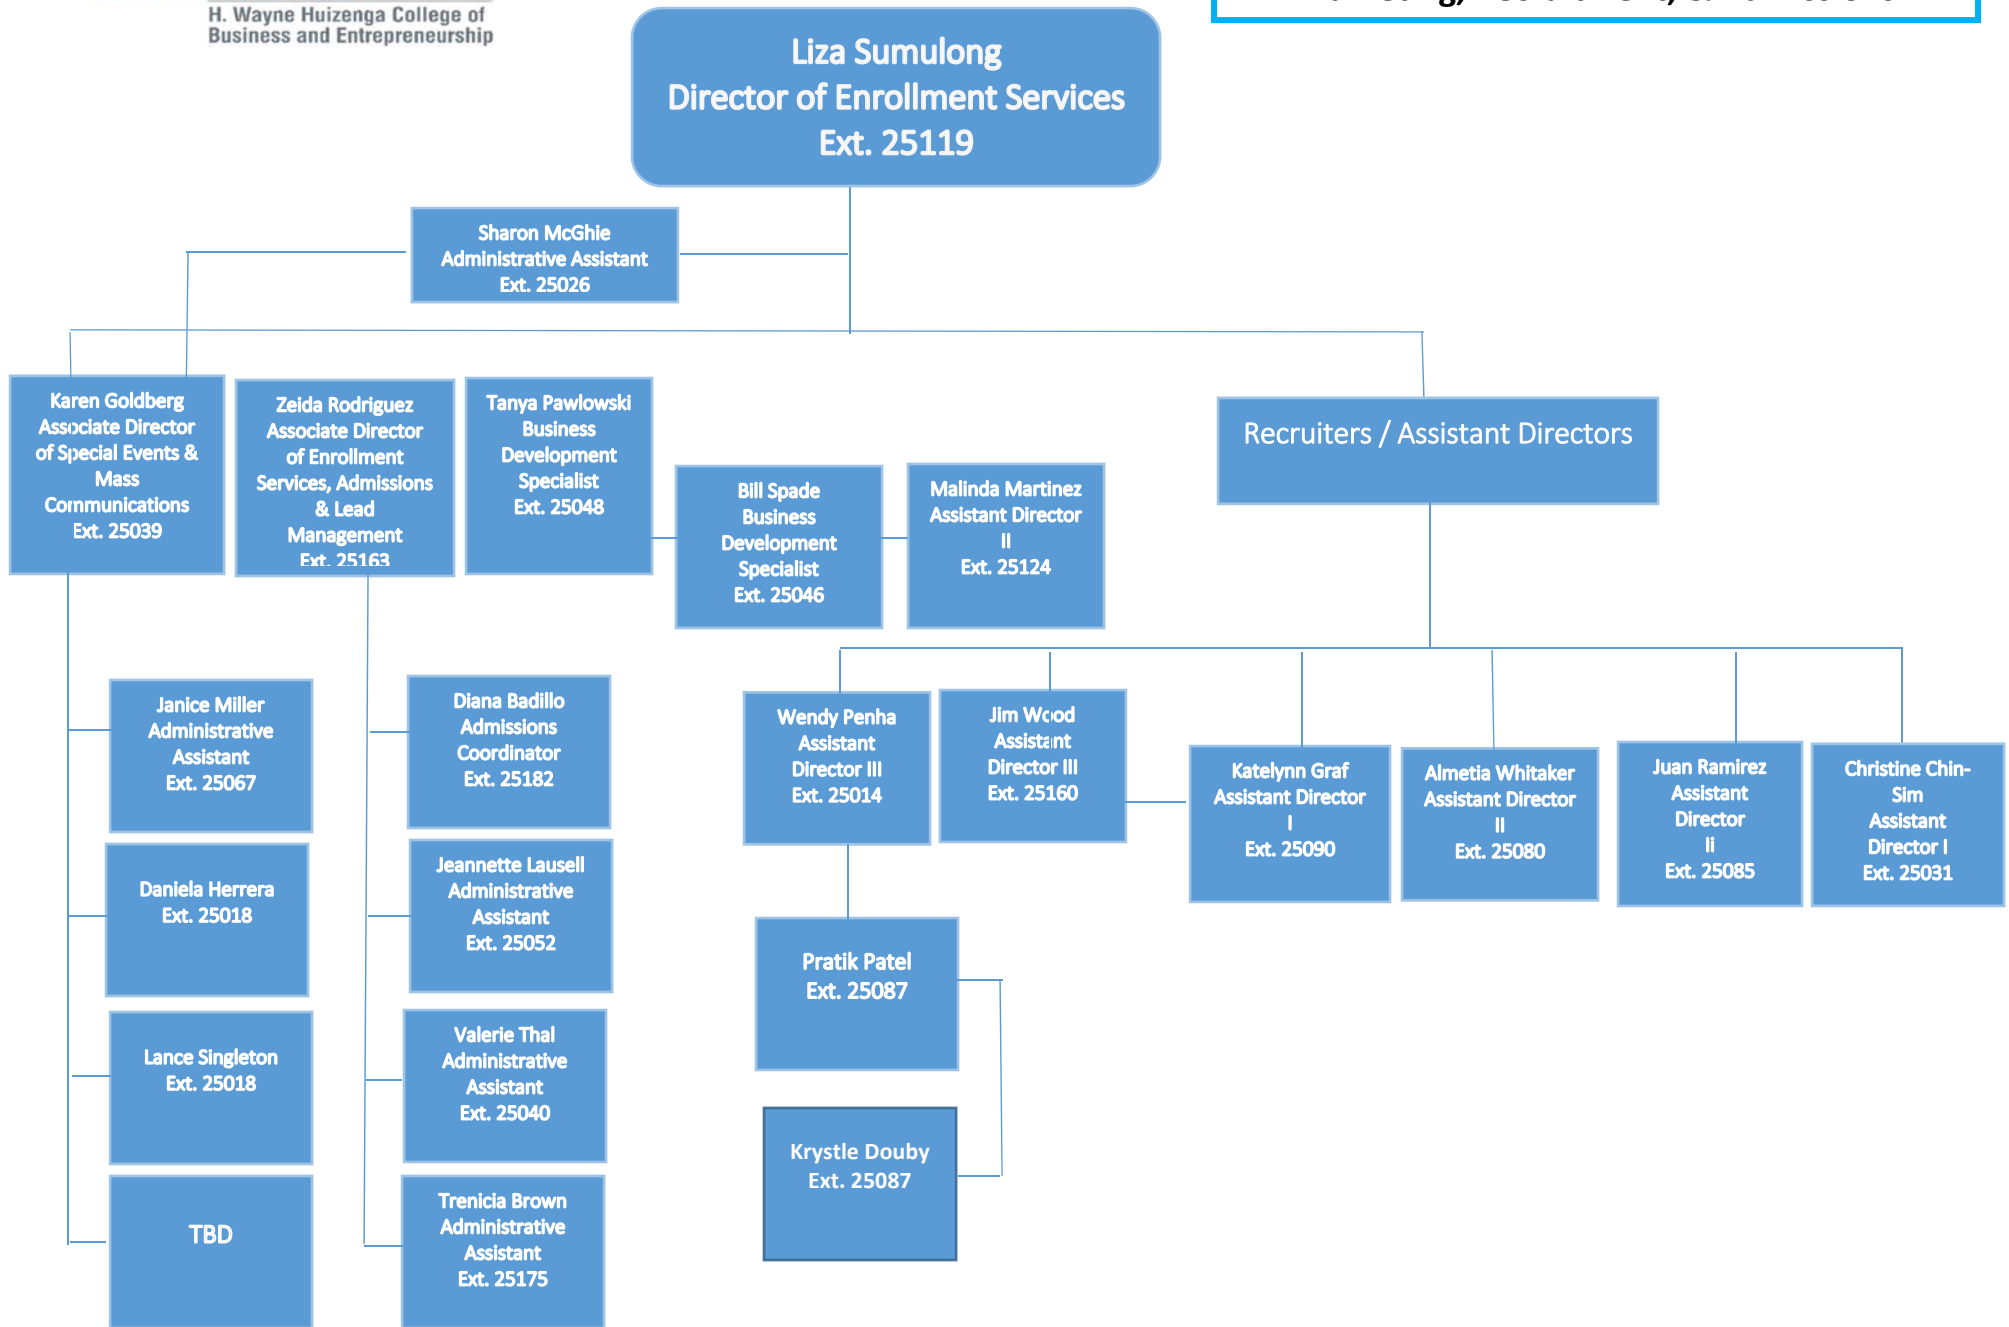 H. Wayne Huizenga College of
Business and Entrepreneurship
Liza Sumulong
Director of Enrollment Services
Ext. 25119
Sharon McGhie
Administrative Assistant
Ext. 25026
Karen Goldberg
Associate Director
of Special Events &
Mass
Communications
Ext. 25039
Zeida Rodriguez
Associate Director
of Enrollment
Services, Admissions
& Lead
Management
Ext. 25163
Tanya Pawlowski
Business
Development
Specialist
Ext. 25048
Bill Spade
Business
Development
Specialist
Ext. 25046
Malinda Martinez
Assistant Director
II
Ext. 25124
Recruiters / Assistant Directors
Janice Miller
Administrative
Assistant
Ext. 25067
Diana Badillo
Admissions
Coordinator
Ext. 25182
Wendy Penha
Assistant
Director III
Ext. 25014
Jim Wood
Assistant
Director III
Ext. 25160
Katelynn Graf
Assistant Director
I
Ext. 25090
Almetia Whitaker
Assistant Director
II
Ext. 25080
Juan Ramirez
Assistant
Director
Ii
Ext. 25085
Christine Chin-
Sim
Assistant
Director I
Ext. 25031
Daniela Herrera
Ext. 25018
Jeannette Lausell
Administrative
Assistant
Ext. 25052
Pratik Patel
Ext. 25087
Lance Singleton
Ext. 25018
Valerie Thal
Administrative
Assistant
Ext. 25040
Krystle Douby
Ext. 25087
TBD
Trenicia Brown
Administrative
Assistant
Ext. 25175